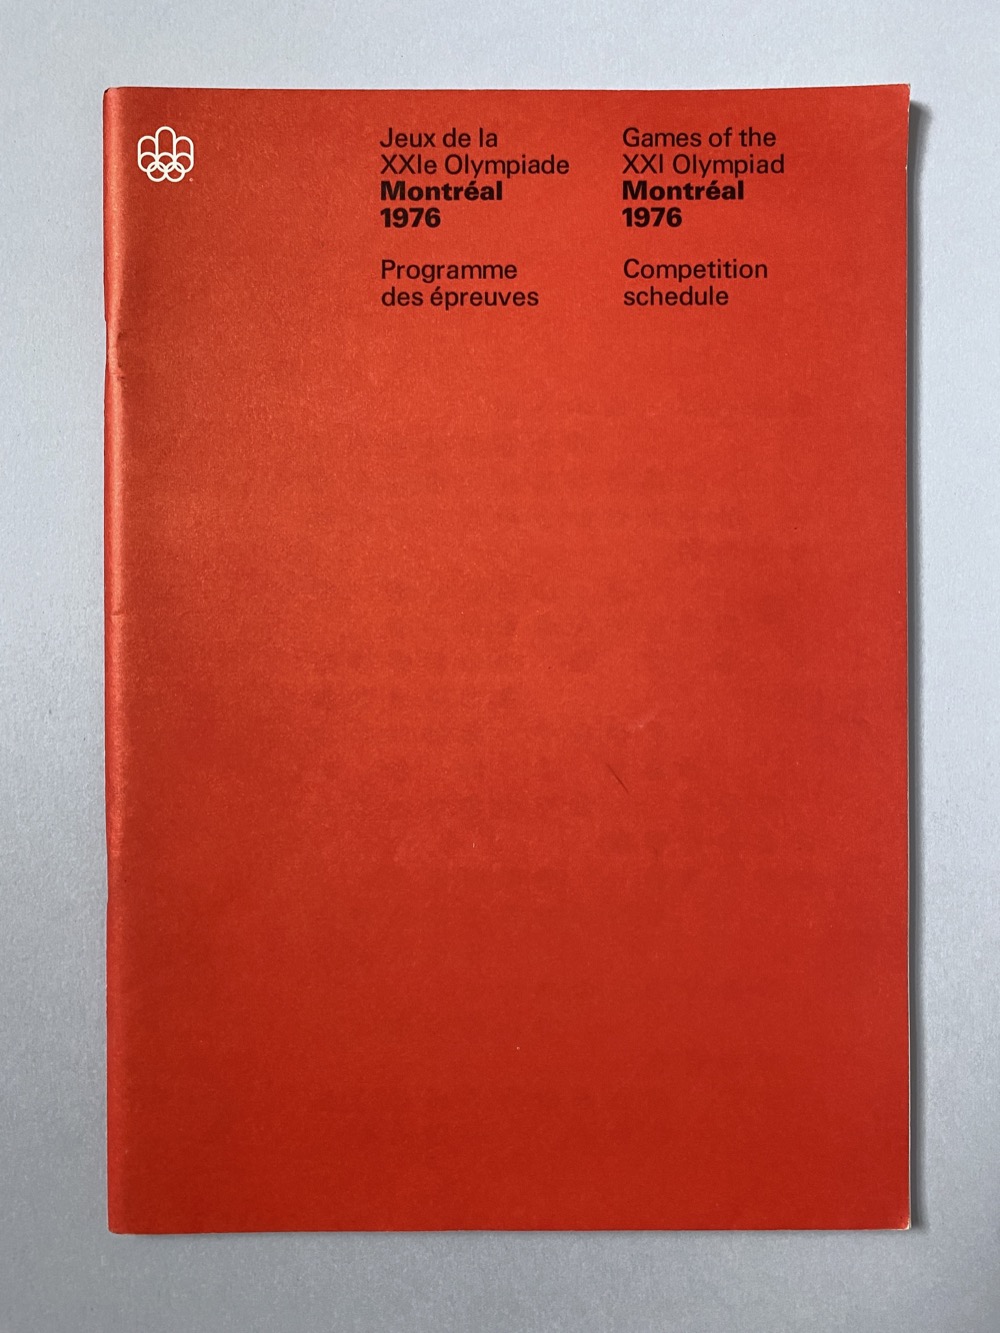 Jeux de la
XXIe Olympiade
Montréal
1976
Programme
des épreuves
Games of the
XXI Olympiad
Montréal
1976
Competition
schedule